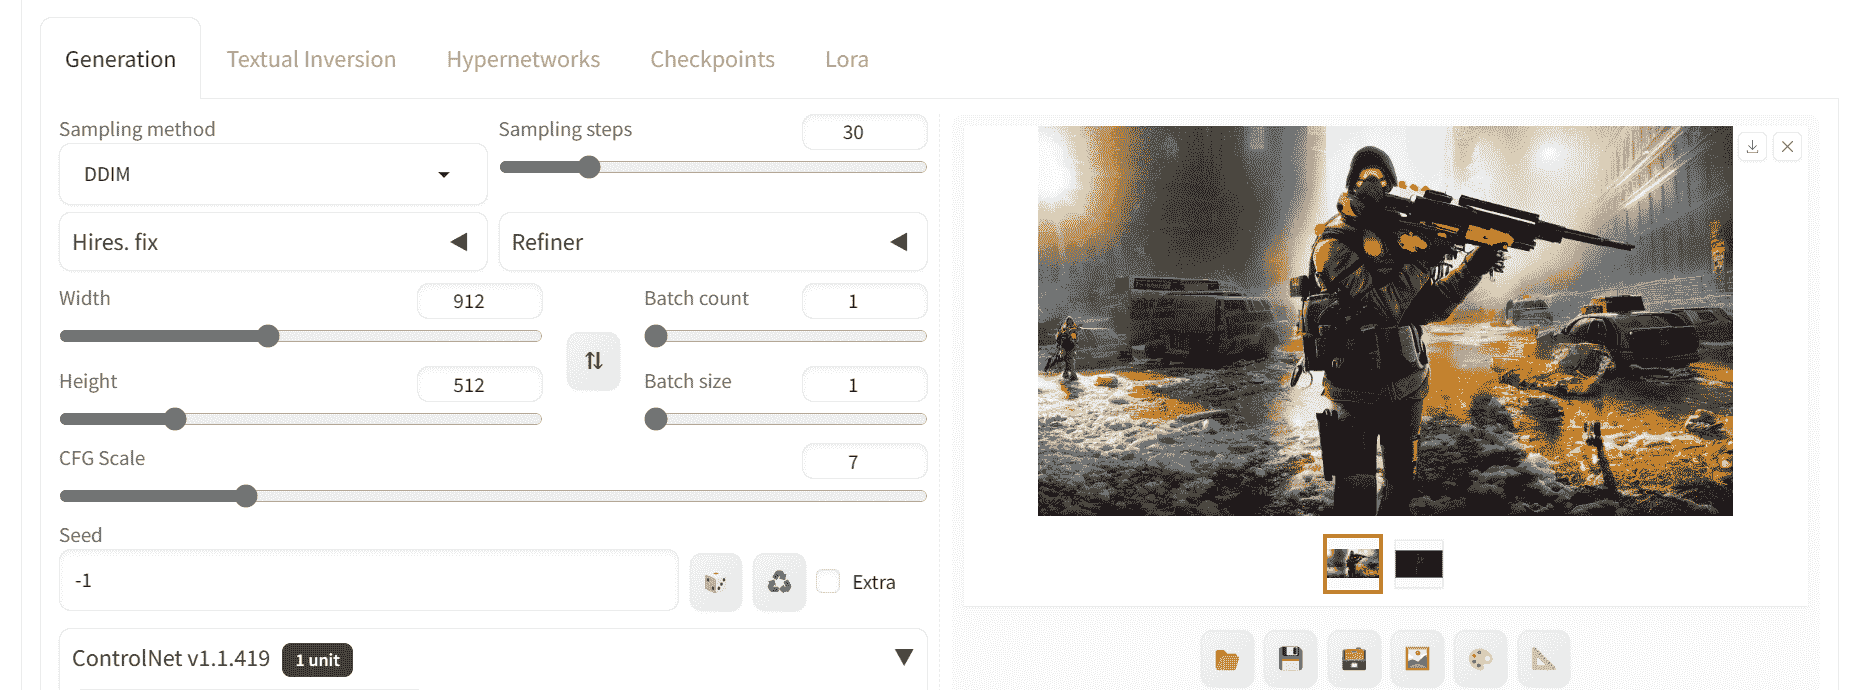 Generation Textual Inversion Hypernetworks Checkpoints Lora
Sampling method
DDIM
Sampling steps 30
Hires. fix
Refiner
Width 912
Batch count 1
Height 512
Batch size 1
CFG Scale 7
Seed
-1
Extra
ControlNet v1.1.419 1 unit